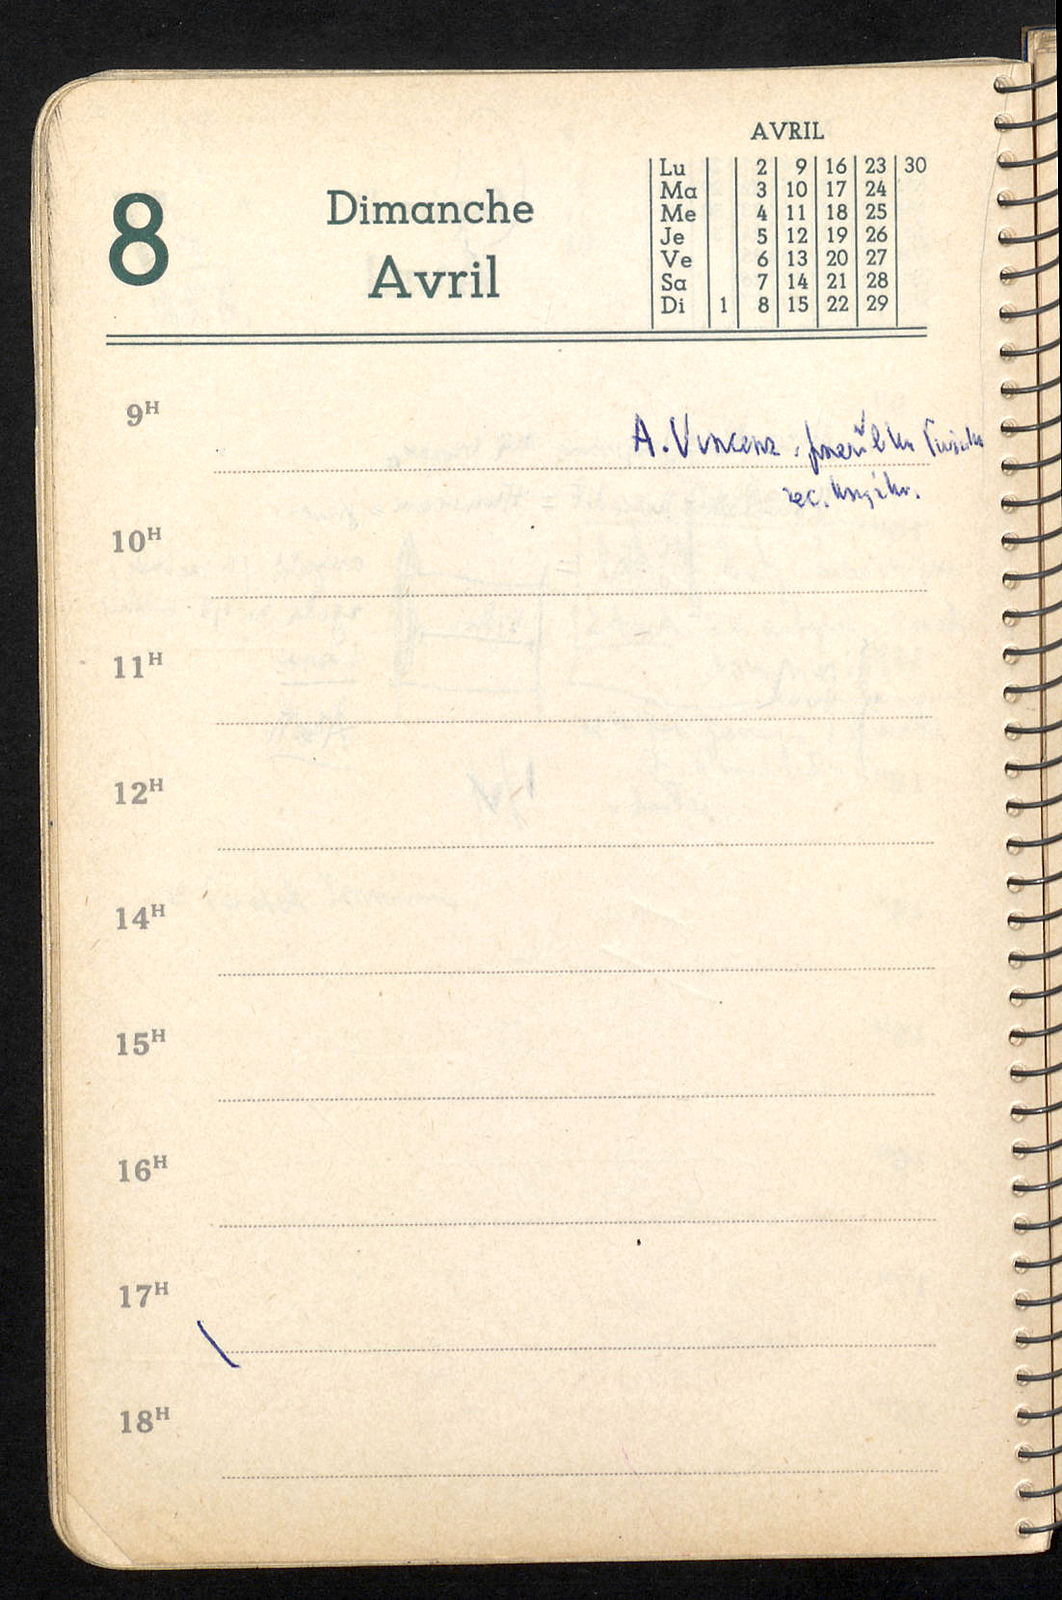 AVRIL
8 Dimanche Avril
Lu 2 9 16 23 30
Ma 3 10 17 24
Me 4 11 18 25
Je 5 12 19 26
Ve 6 13 20 27
Sa 7 14 21 28
Di 1 8 15 22 29
9H
A. Vincenz
10H
11H
12H
14H
15H
16H
17H
18H